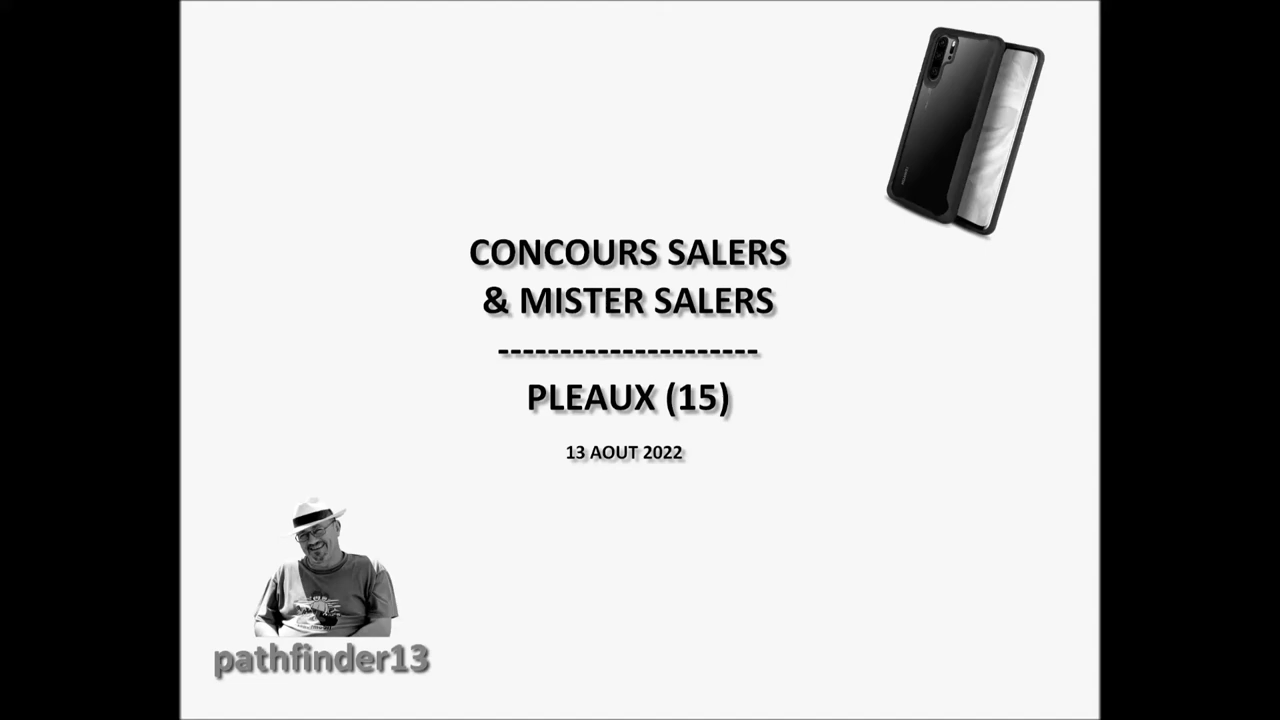 CONCOURS SALERS
& MISTER SALERS
---------------------
PLEAUX (15)
13 AOUT 2022
pathfinder13